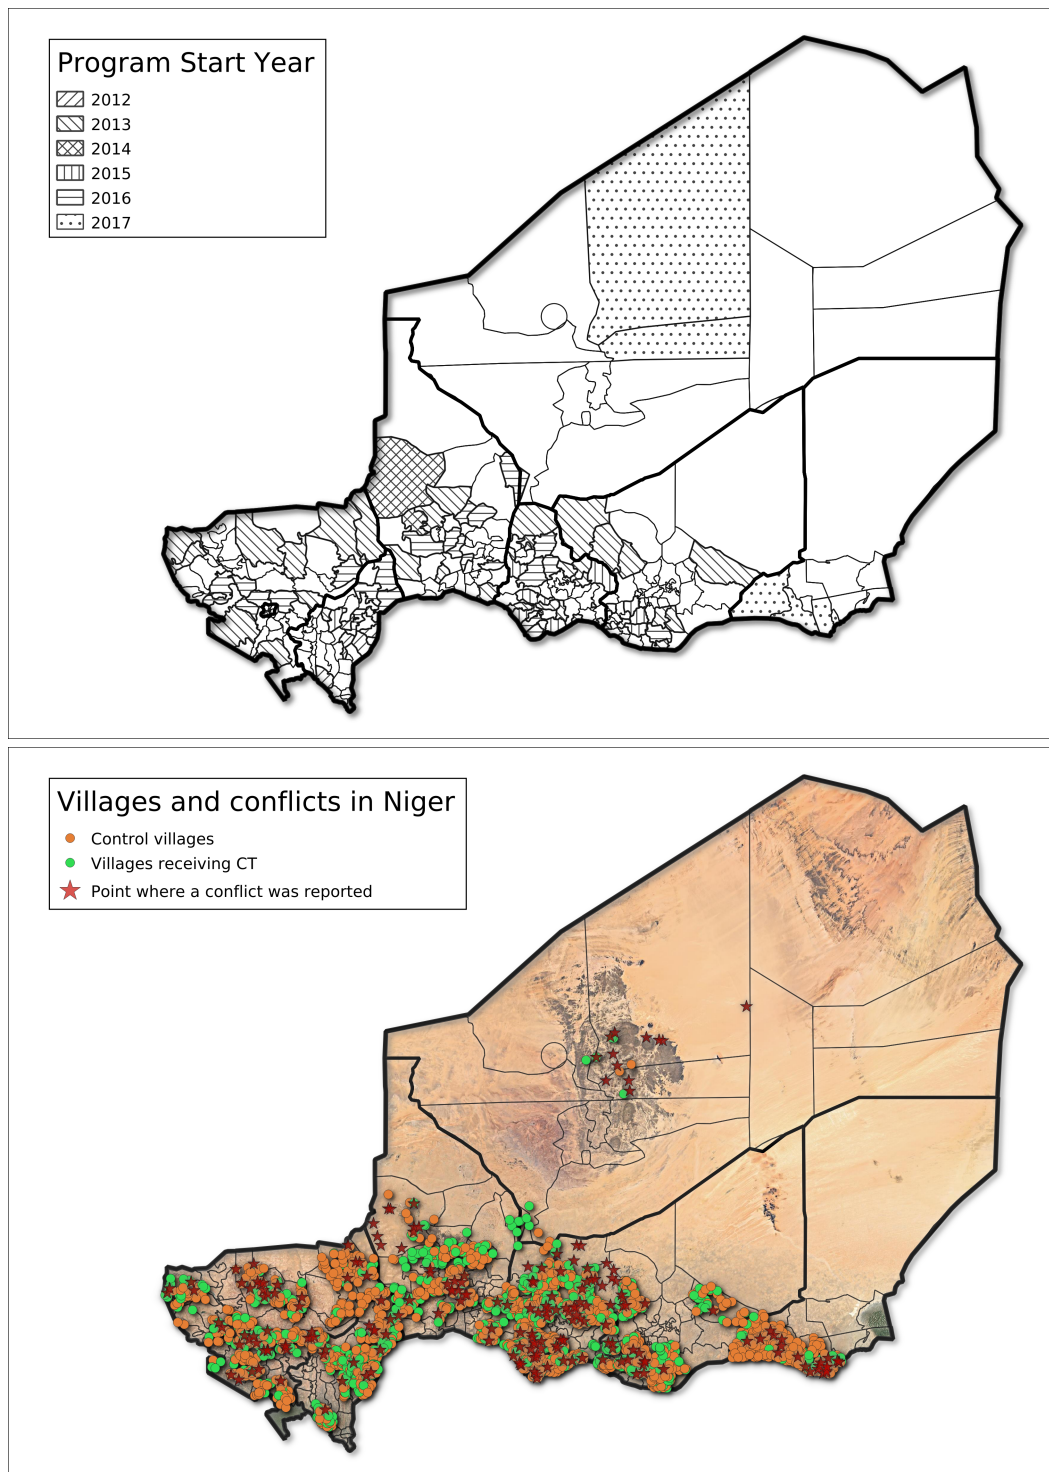 Program Start Year
2012
2013
2014
2015
2016
2017
Villages and conflicts in Niger
Control villages
Villages receiving CT
Point where a conflict was reported